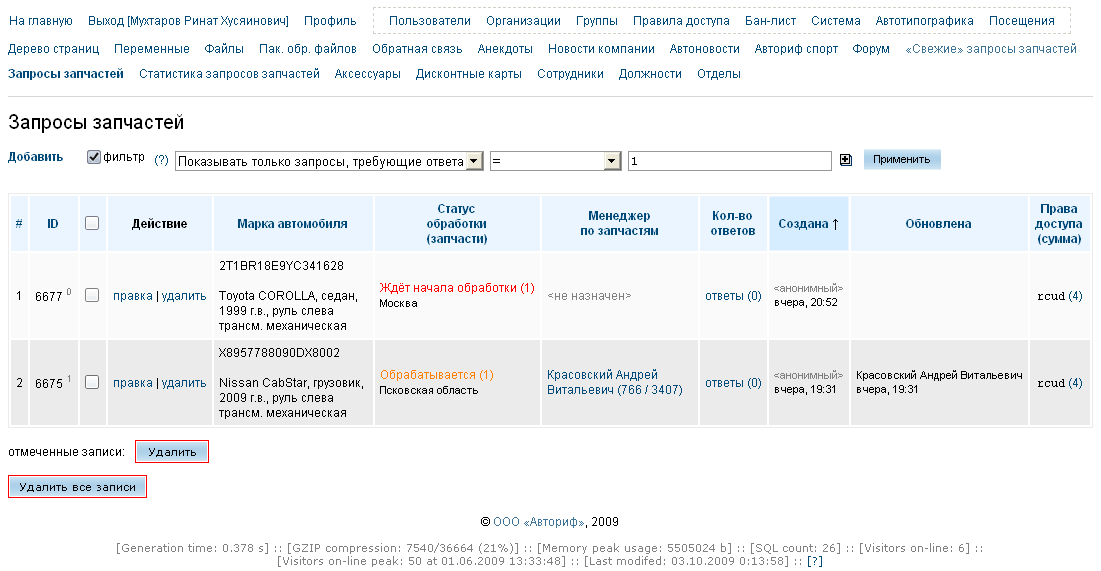 На главную Выход [Мухтаров Ринат Хусяинович] Профиль Пользователи Организации Группы Правила доступа Бан-лист Система Автотипографика Посещения
Дерево страниц Переменные Файлы Пак. обр. файлов Обратная связь Анекдоты Новости компании Автоновости Авториф спорт Форум «Свежие» запросы запчастей
Запросы запчастей Статистика запросов запчастей Аксессуары Дисконтные карты Сотрудники Должности Отделы
Запросы запчастей
Добавить фильтр (?) Показывать только запросы, требующие ответа = 1 Применить
# ID Действие Марка автомобиля Статус обработки (запчасти) Менеджер по запчастям Кол-во ответов Создана ↑ Обновлена Права доступа (сумма)
2T1BR18E9YC341628
1 6677 0 правка | удалить Toyota COROLLA, седан, 1999 г.в., руль слева трансм. механическая Ждёт начала обработки (1) Москва <не назначен> ответы (0) <анонимный> вчера, 20:52 rcud (4)
X8957788090DX8002
2 6675 1 правка | удалить Nissan CabStar, грузовик, 2009 г.в., руль слева трансм. механическая Обрабатывается (1) Псковская область Красовский Андрей Витальевич (766 / 3407) ответы (0) <анонимный> вчера, 19:31 Красовский Андрей Витальевич вчера, 19:31 rcud (4)
отмеченные записи: Удалить
Удалить все записи
© ООО «Авториф», 2009
[Generation time: 0.378 s] :: [GZIP compression: 7540/36664 (21%)] :: [Memory peak usage: 5505024 b] :: [SQL count: 26] :: [Visitors on-line: 6] ::
[Visitors on-line peak: 50 at 01.06.2009 13:33:48] :: [Last modifed: 03.10.2009 0:13:58] :: [?]